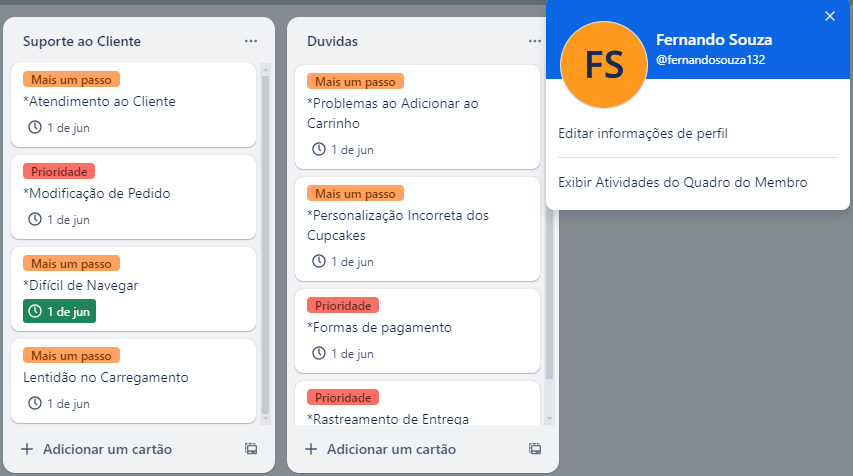 Suporte ao Cliente
Mais um passo
*Atendimento ao Cliente
1 de jun
Prioridade
*Modificação de Pedido
1 de jun
Mais um passo
*Difícil de Navegar
1 de jun
Mais um passo
Lentidão no Carregamento
1 de jun
Adicionar um cartão
Duvidas
Mais um passo
*Problemas ao Adicionar ao
Carrinho
1 de jun
Mais um passo
*Personalização Incorreta dos
Cupcakes
1 de jun
Prioridade
*Formas de pagamento
1 de jun
Prioridade
*Rastreamento de Entrega
Adicionar um cartão
FS
Fernando Souza
@fernandosouza132
Editar informações de perfil
Exibir Atividades do Quadro do Membro